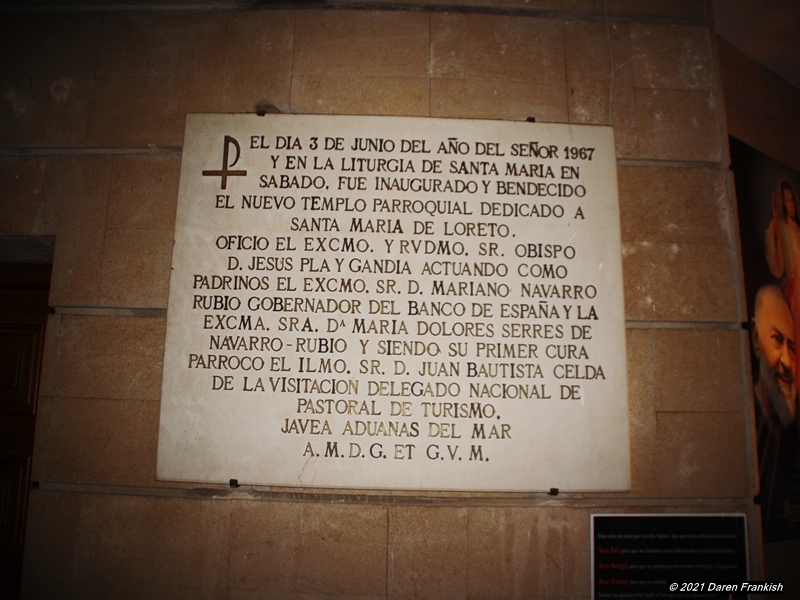 EL DIA 3 DE JUNIO DEL AÑO DEL SEÑOR 1967
Y EN LA LITURGIA DE SANTA MARIA EN
SABADO. FUE INAUGURADO Y BENDECIDO
EL NUEVO TEMPLO PARROQUIAL DEDICADO A
SANTA MARIA DE LORETO.
OFICIO EL EXCMO. Y RVDMO. SR. OBISPO
D. JESUS PLA Y GANDIA ACTUANDO COMO
PADRINOS EL EXCMO. SR. D. MARIANO NAVARRO
RUBIO GOBERNADOR DEL BANCO DE ESPAÑA Y LA
EXCMA. SRA. Dª MARIA DOLORES SERRES DE
NAVARRO-RUBIO Y SIENDO SU PRIMER CURA
PARROCO EL ILMO. SR. D. JUAN BAUTISTA CELDA
DE LA VISITACION DELEGADO NACIONAL DE
PASTORAL DE TURISMO.
JAVEA ADUANAS DEL MAR
A. M. D. G. ET G. V. M.
© 2021 Daren Frankish